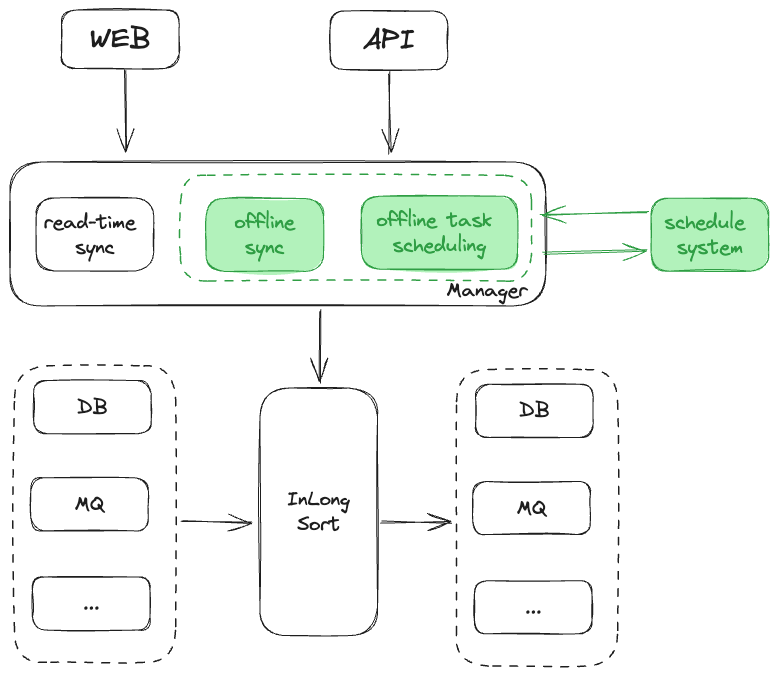 WEB
API
read-time
sync
offline
sync
offline task
scheduling
schedule
system
Manager
DB
MQ
...
InLong
Sort
DB
MQ
...